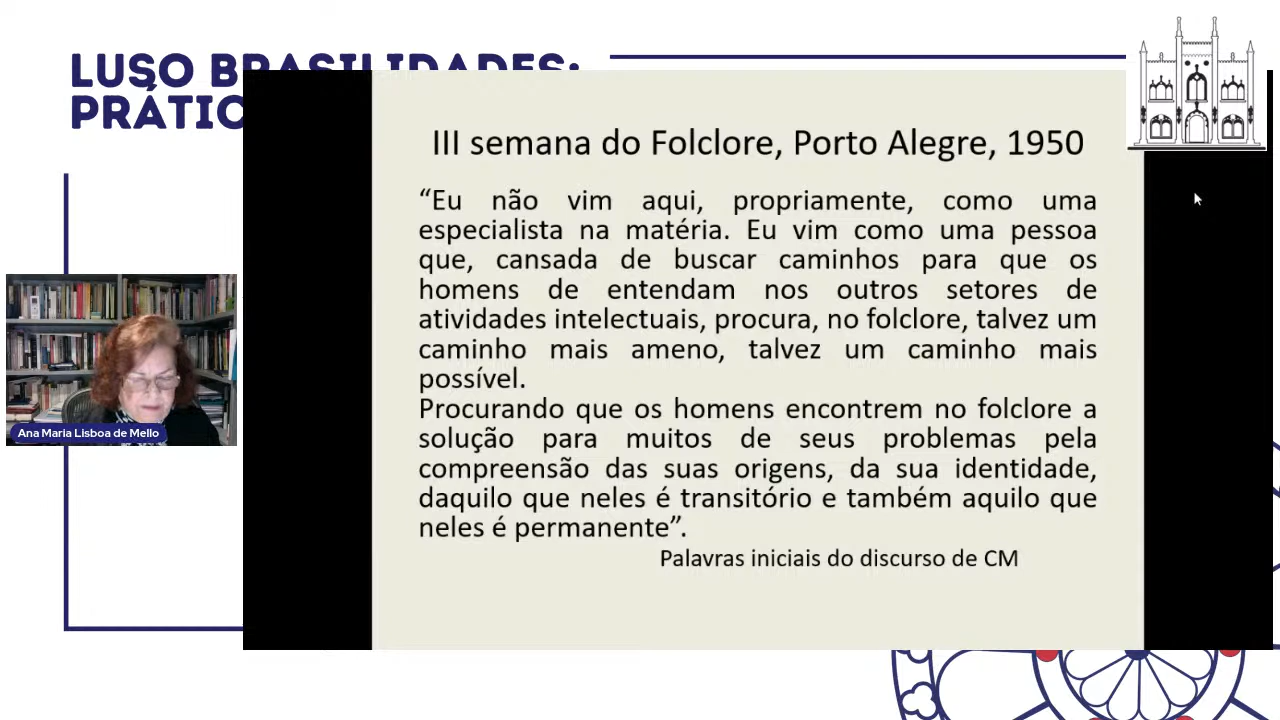 LUSO BRASILIDADES:
PRÁTIC
III semana do Folclore, Porto Alegre, 1950
“Eu não vim aqui, propriamente, como uma
especialista na matéria. Eu vim como uma pessoa
que, cansada de buscar caminhos para que os
homens de entendam nos outros setores de
atividades intelectuais, procura, no folclore, talvez um
caminho mais ameno, talvez um caminho mais
possível.
Procurando que os homens encontrem no folclore a
solução para muitos de seus problemas pela
compreensão das suas origens, da sua identidade,
daquilo que neles é transitório e também aquilo que
neles é permanente”.
Palavras iniciais do discurso de CM
Ana Maria Lisboa de Mello